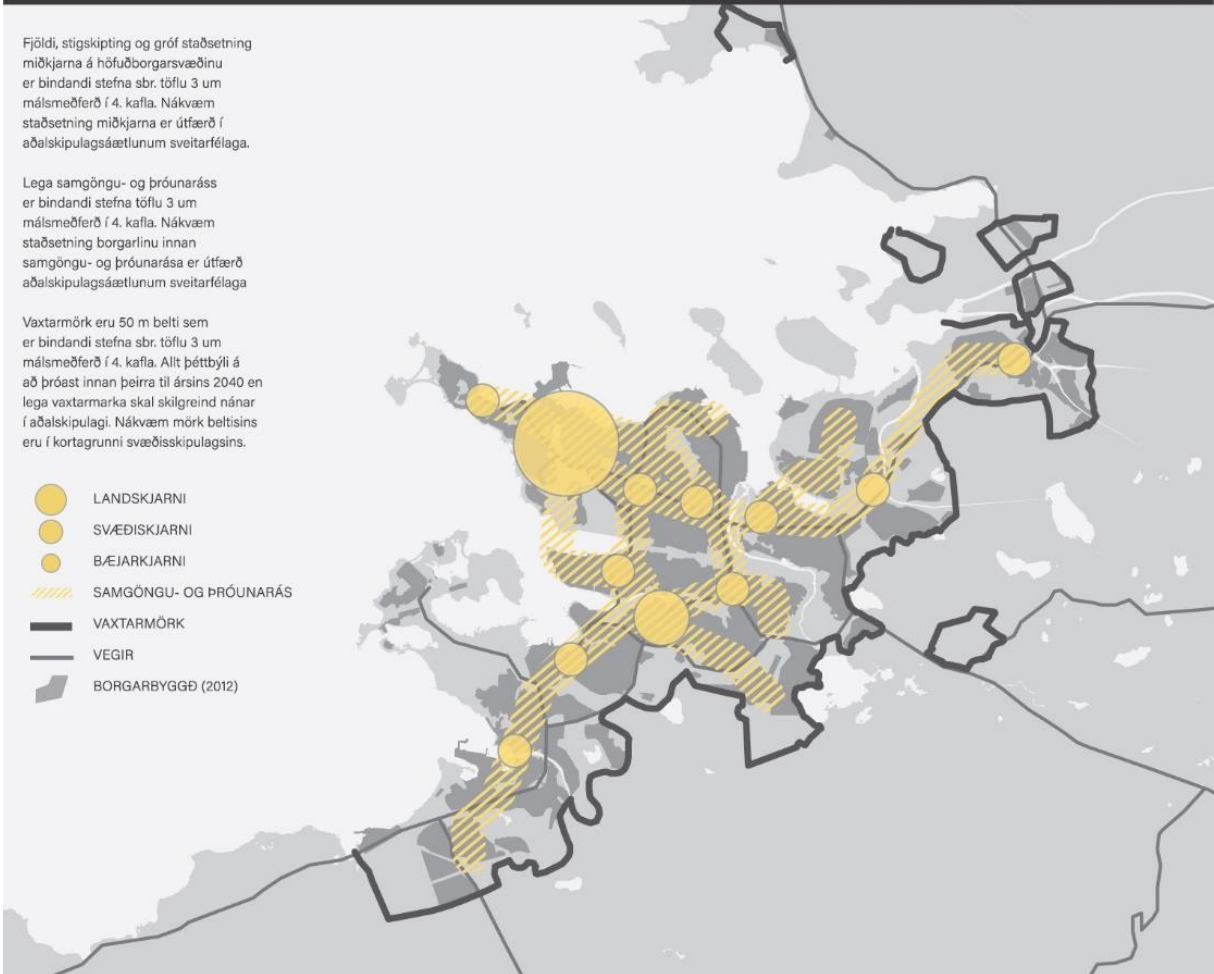 Fjöldi, stigskipting og gróf staðsetning
miðkjarna á höfuðborgarsvæðinu
er bindandi stefna sbr. töflu 3 um
málsmeðferð í 4. kafla. Nákvæm
staðsetning miðkjarna er útfærð í
aðalskipulagsáætlunum sveitarfélaga.
Lega samgöngu- og þróunaráss
er bindandi stefna töflu 3 um
málsmeðferð í 4. kafla. Nákvæm
staðsetning borgarlinu innan
samgöngu- og þróunarása er útfærð
aðalskipulagsáætlunum sveitarfélaga
Vaxtarmörk eru 50 m belti sem
er bindandi stefna sbr. töflu 3 um
málsmeðferð í 4. kafla. Allt þéttbýli á
að þróast innan þeirra til ársins 2040 en
lega vaxtarmarka skal skilgreind nánar
í aðalskipulagi. Nákvæm mörk beltisins
eru í kortagrunni svæðisskipulagsins.
LANDSKJARNI
SVÆÐISKJARNI
BÆJARKJARNI
SAMGÖNGU- OG ÞRÓUNARÁS
VAXTARMÖRK
VEGIR
BORGARBYGGÐ (2012)